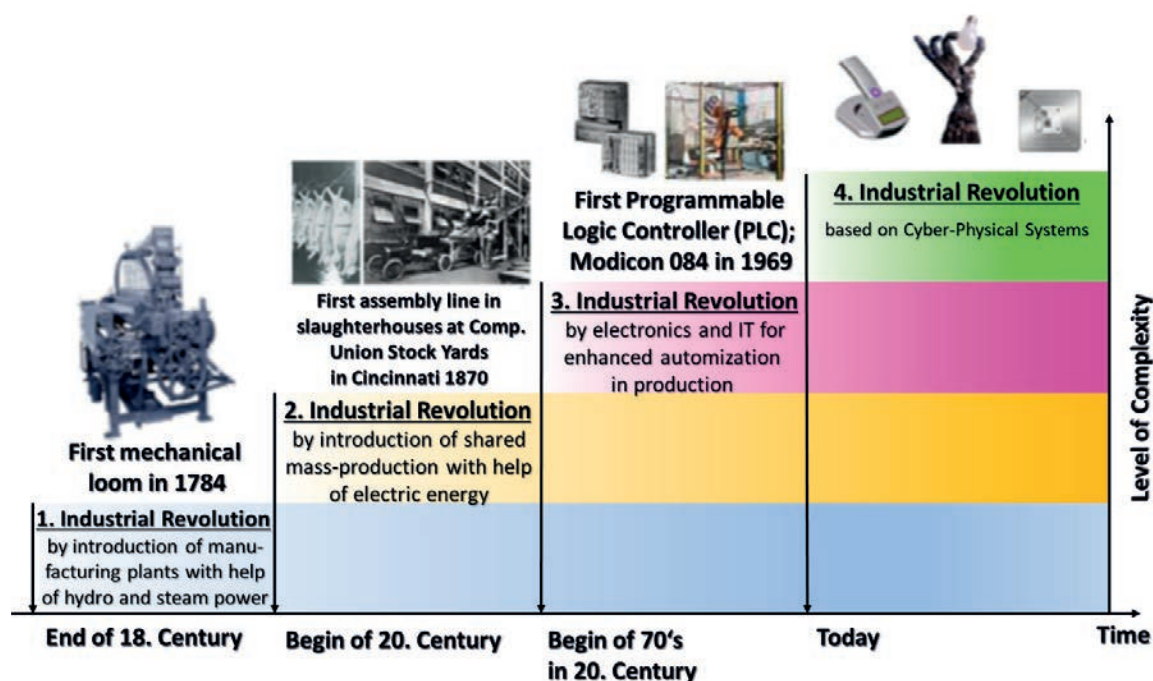 First mechanical
loom in 1784
1. Industrial Revolution
by introduction of manu-
facturing plants with help
of hydro and steam power
End of 18. Century
First assembly line in
slaughterhouses at Comp.
Union Stock Yards
in Cincinnati 1870
2. Industrial Revolution
by introduction of shared
mass-production with help
of electric energy
Begin of 20. Century
First Programmable
Logic Controller (PLC);
Modicon 084 in 1969
3. Industrial Revolution
by electronics and IT for
enhanced automization
in production
Begin of 70‘s
in 20. Century
4. Industrial Revolution
based on Cyber-Physical Systems
Today
Time
Level of Complexity